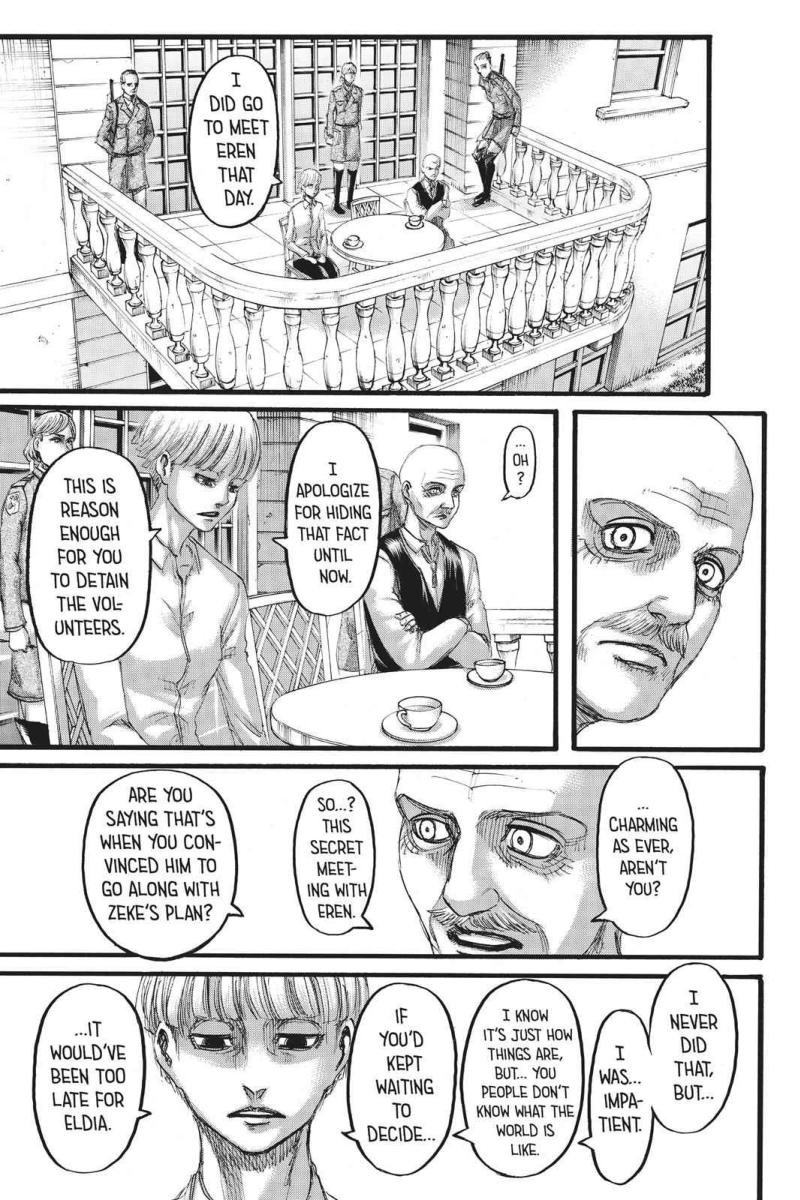 I
DID GO
TO MEET
EREN
THAT
DAY.
...
OH
?
I
APOLOGIZE
FOR HIDING
THAT FACT
UNTIL
NOW.
THIS IS
REASON
ENOUGH
FOR YOU
TO DETAIN
THE VOL-
UNTEERS.
...
CHARMING
AS EVER,
AREN'T
YOU?
SO...?
THIS
SECRET
MEET-
ING WITH
EREN.
ARE YOU
SAYING THAT'S
WHEN YOU CON-
VINCED HIM TO
GO ALONG WITH
ZEKE'S PLAN?
I
NEVER
DID
THAT,
BUT...
I
WAS...
IMPA-
TIENT.
I KNOW
IT'S JUST HOW
THINGS ARE,
BUT... YOU
PEOPLE DON'T
KNOW WHAT THE
WORLD IS
LIKE.
IF
YOU'D
KEPT
WAITING
TO
DECIDE...
...IT
WOULD'VE
BEEN TOO
LATE FOR
ELDIA.